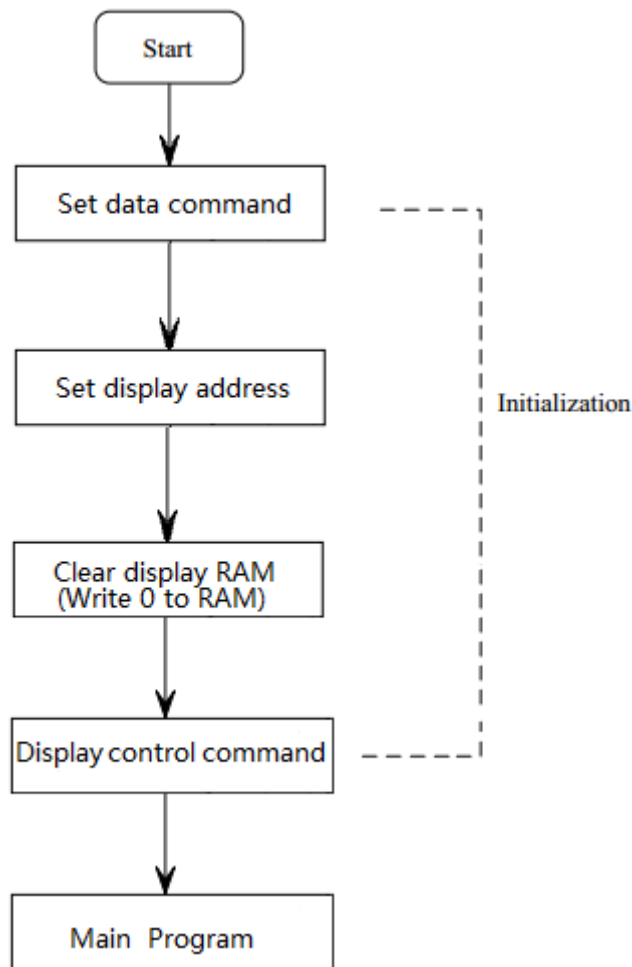 Start
Set data command
Set display address
Initialization
Clear display RAM
(Write 0 to RAM)
Display control command
Main Program